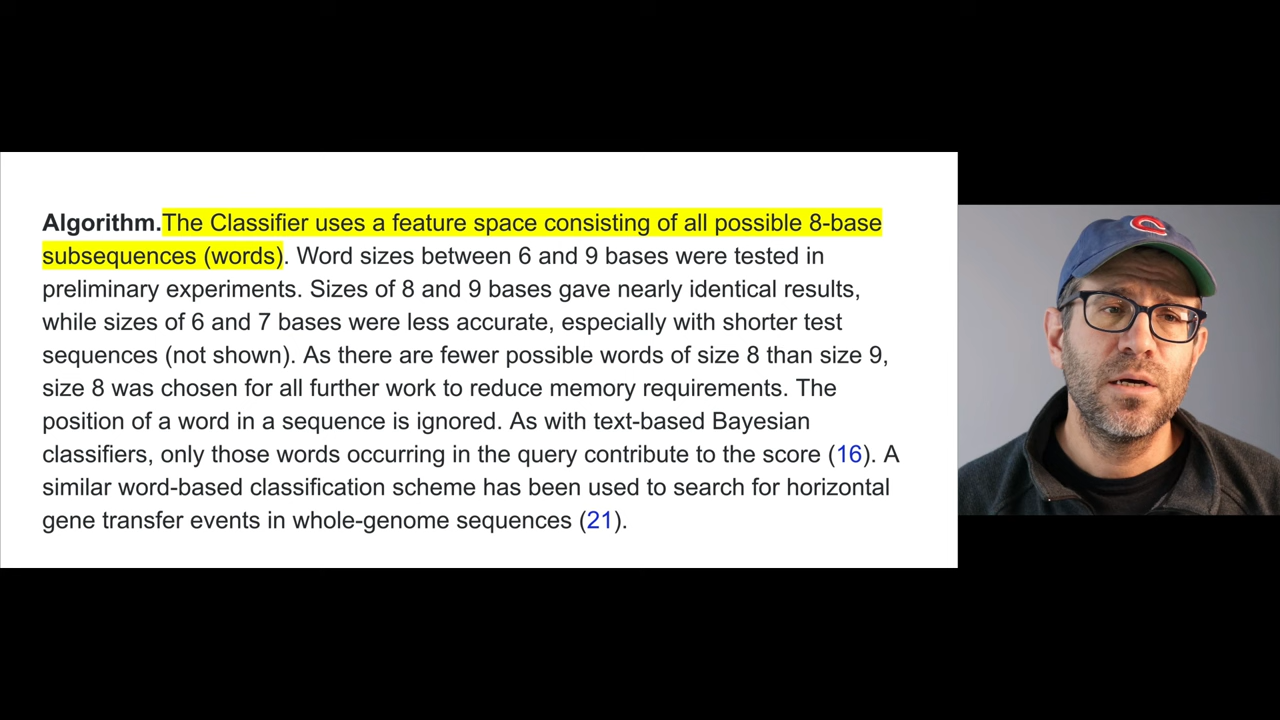 Algorithm.The Classifier uses a feature space consisting of all possible 8-base
subsequences (words). Word sizes between 6 and 9 bases were tested in
preliminary experiments. Sizes of 8 and 9 bases gave nearly identical results,
while sizes of 6 and 7 bases were less accurate, especially with shorter test
sequences (not shown). As there are fewer possible words of size 8 than size 9,
size 8 was chosen for all further work to reduce memory requirements. The
position of a word in a sequence is ignored. As with text-based Bayesian
classifiers, only those words occurring in the query contribute to the score (16). A
similar word-based classification scheme has been used to search for horizontal
gene transfer events in whole-genome sequences (21).
C